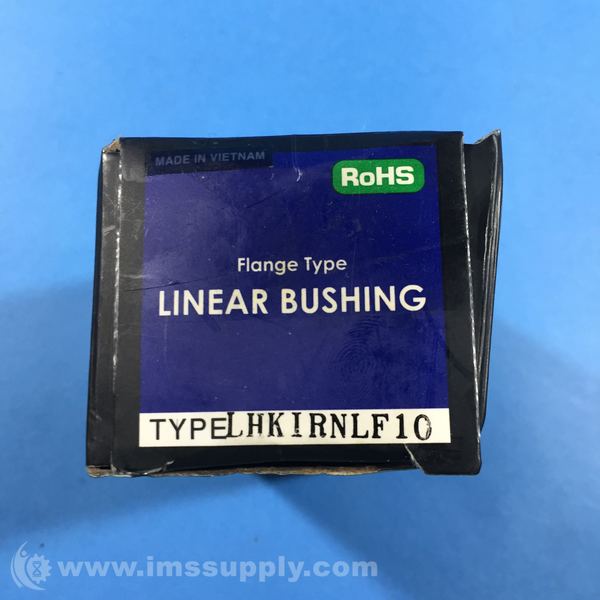 MADE IN VIETNAM
RoHS
Flange Type
LINEAR BUSHING
TYPE LHKIRNLF10
www.imssupply.com